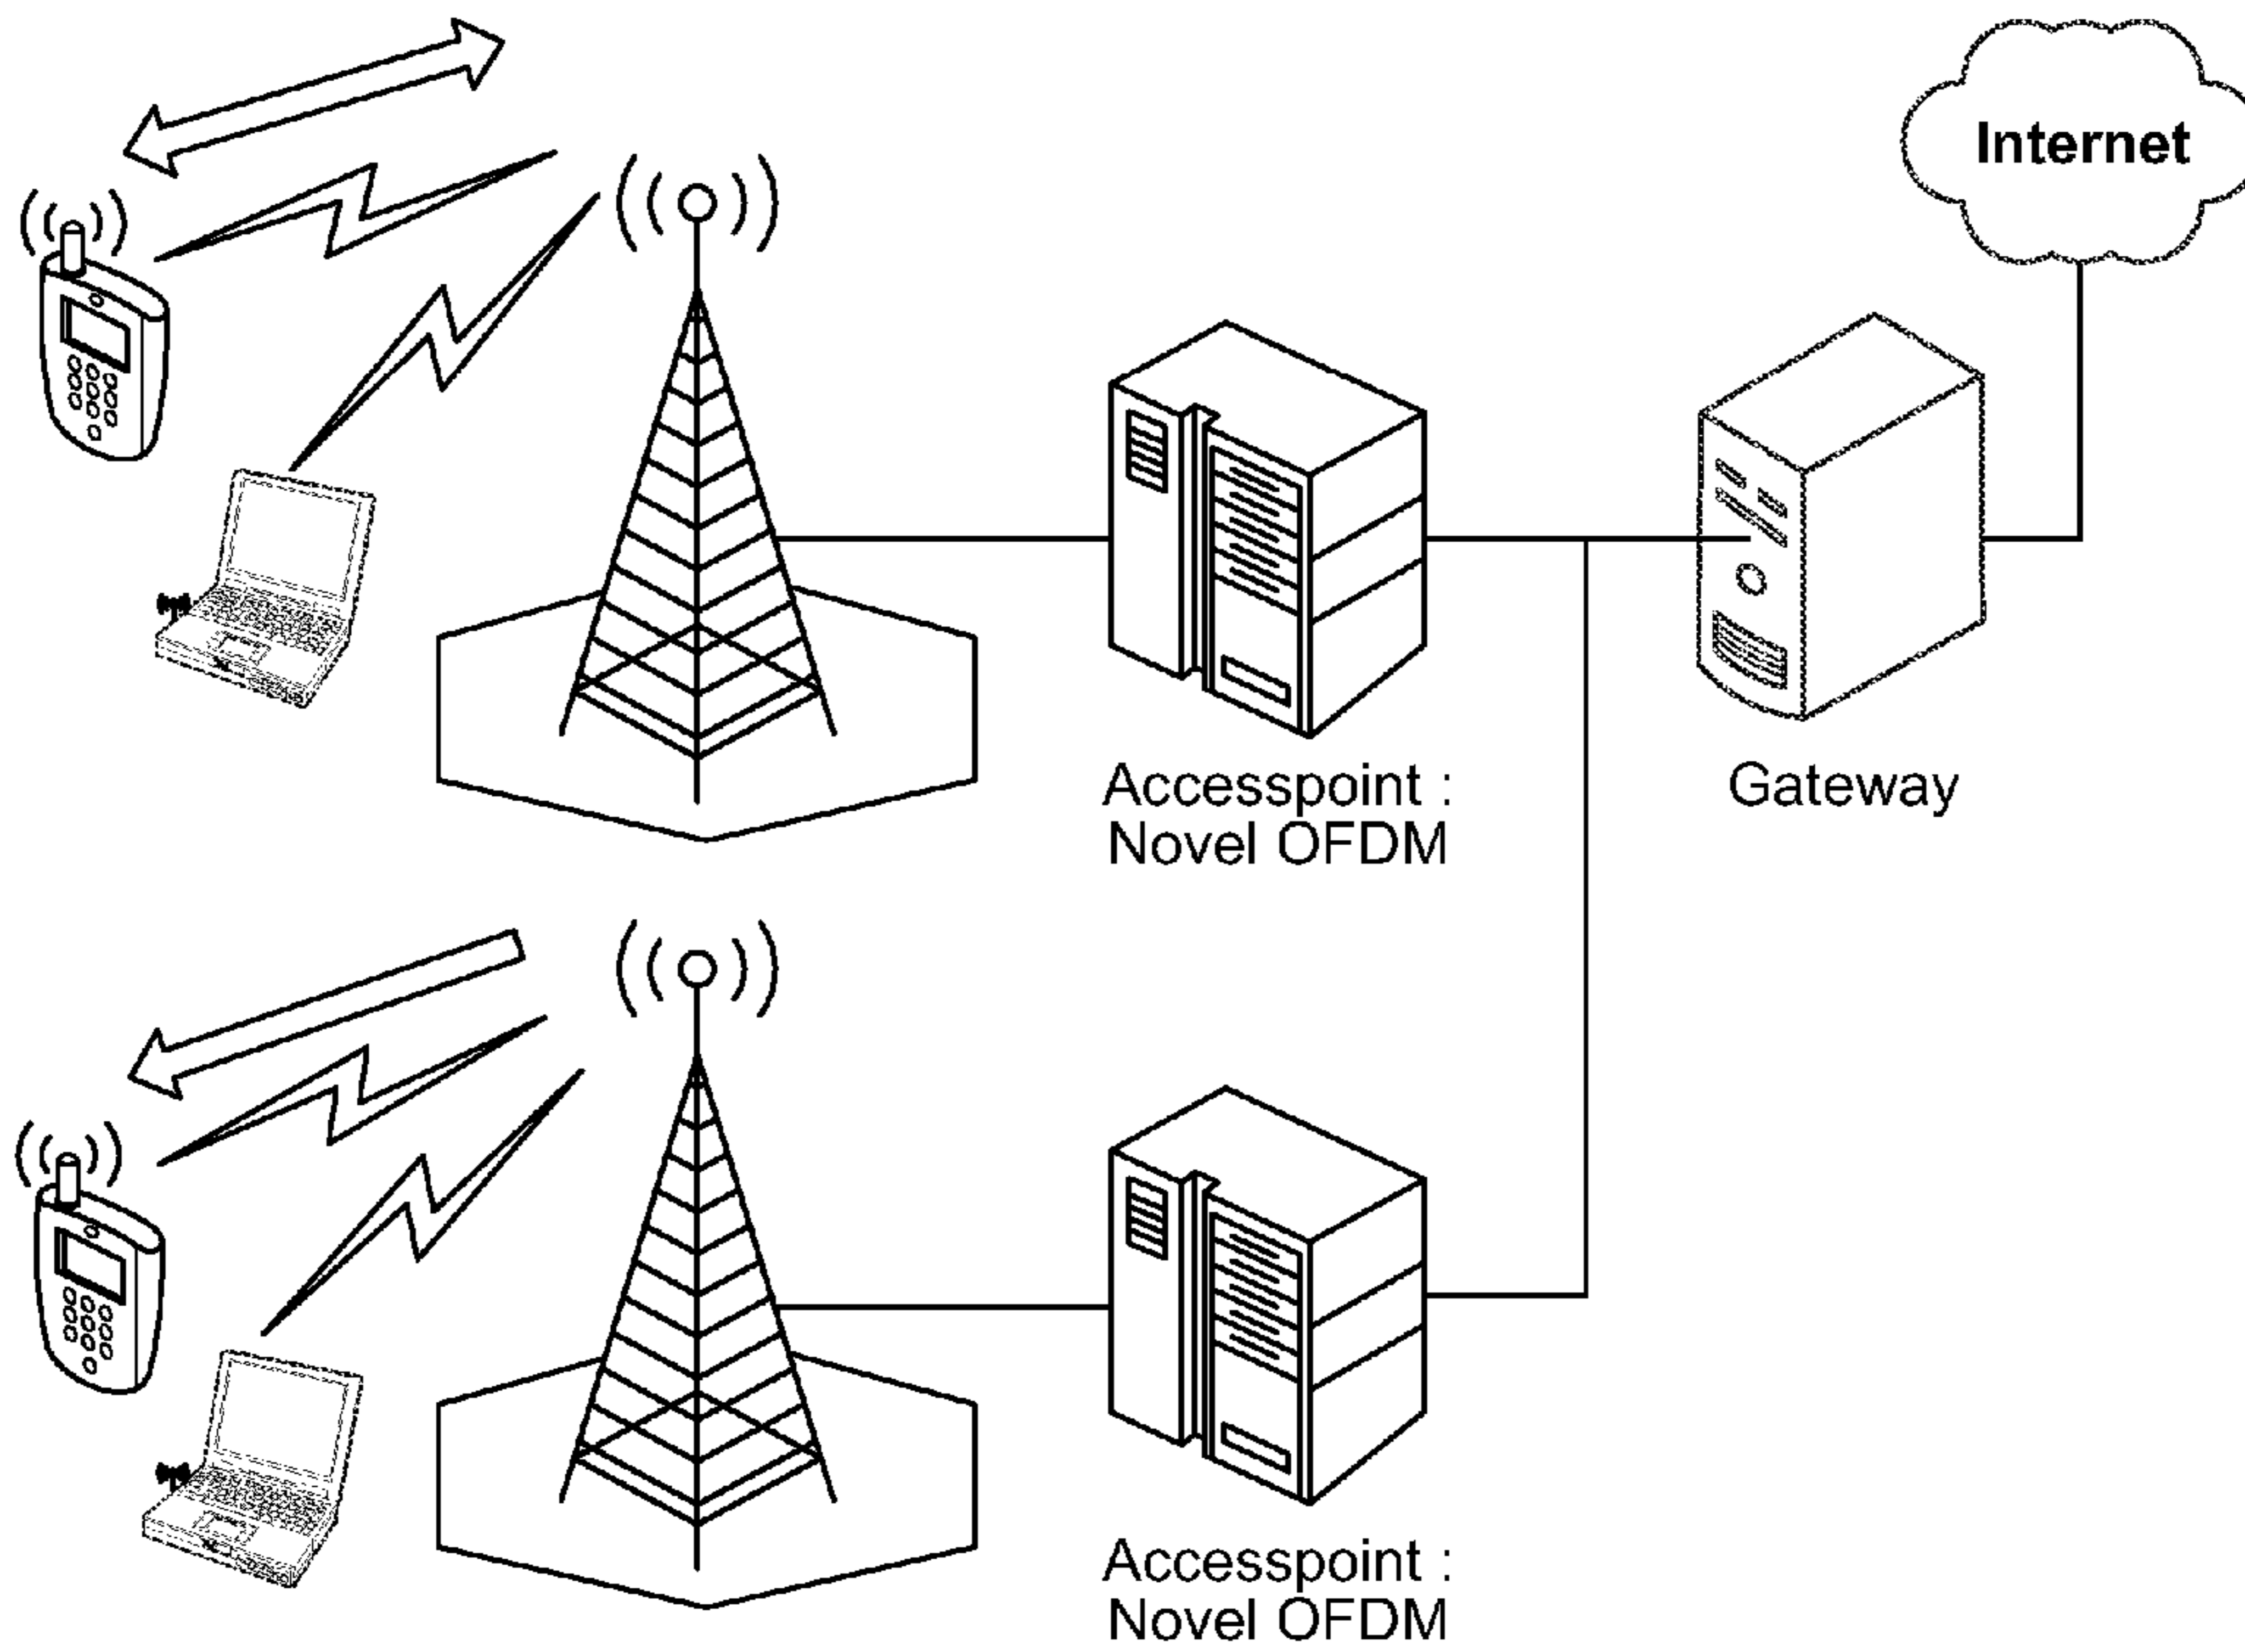 Internet
Accesspoint :
Novel OFDM
Gateway
Accesspoint :
Novel OFDM